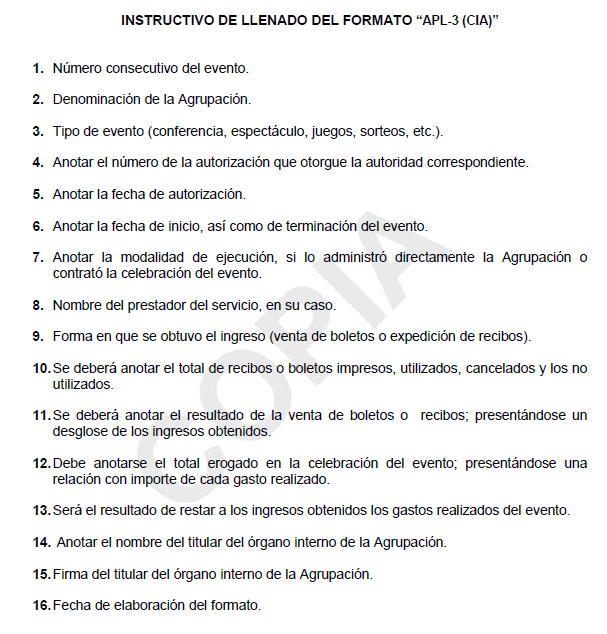 INSTRUCTIVO DE LLENADO DEL FORMATO “APL-3 (CIA)”
1. Número consecutivo del evento.
2. Denominación de la Agrupación.
3. Tipo de evento (conferencia, espectáculo, juegos, sorteos, etc.).
4. Anotar el número de la autorización que otorgue la autoridad correspondiente.
5. Anotar la fecha de autorización.
6. Anotar la fecha de inicio, así como de terminación del evento.
7. Anotar la modalidad de ejecución, si lo administró directamente la Agrupación o
contrató la celebración del evento.
8. Nombre del prestador del servicio, en su caso.
9. Forma en que se obtuvo el ingreso (venta de boletos o expedición de recibos).
10. Se deberá anotar el total de recibos o boletos impresos, utilizados, cancelados y los no
utilizados.
11. Se deberá anotar el resultado de la venta de boletos o recibos; presentándose un
desglose de los ingresos obtenidos.
12. Debe anotarse el total erogado en la celebración del evento; presentándose una
relación con importe de cada gasto realizado.
13. Será el resultado de restar a los ingresos obtenidos los gastos realizados del evento.
14. Anotar el nombre del titular del órgano interno de la Agrupación.
15. Firma del titular del órgano interno de la Agrupación.
16. Fecha de elaboración del formato.
COPIA